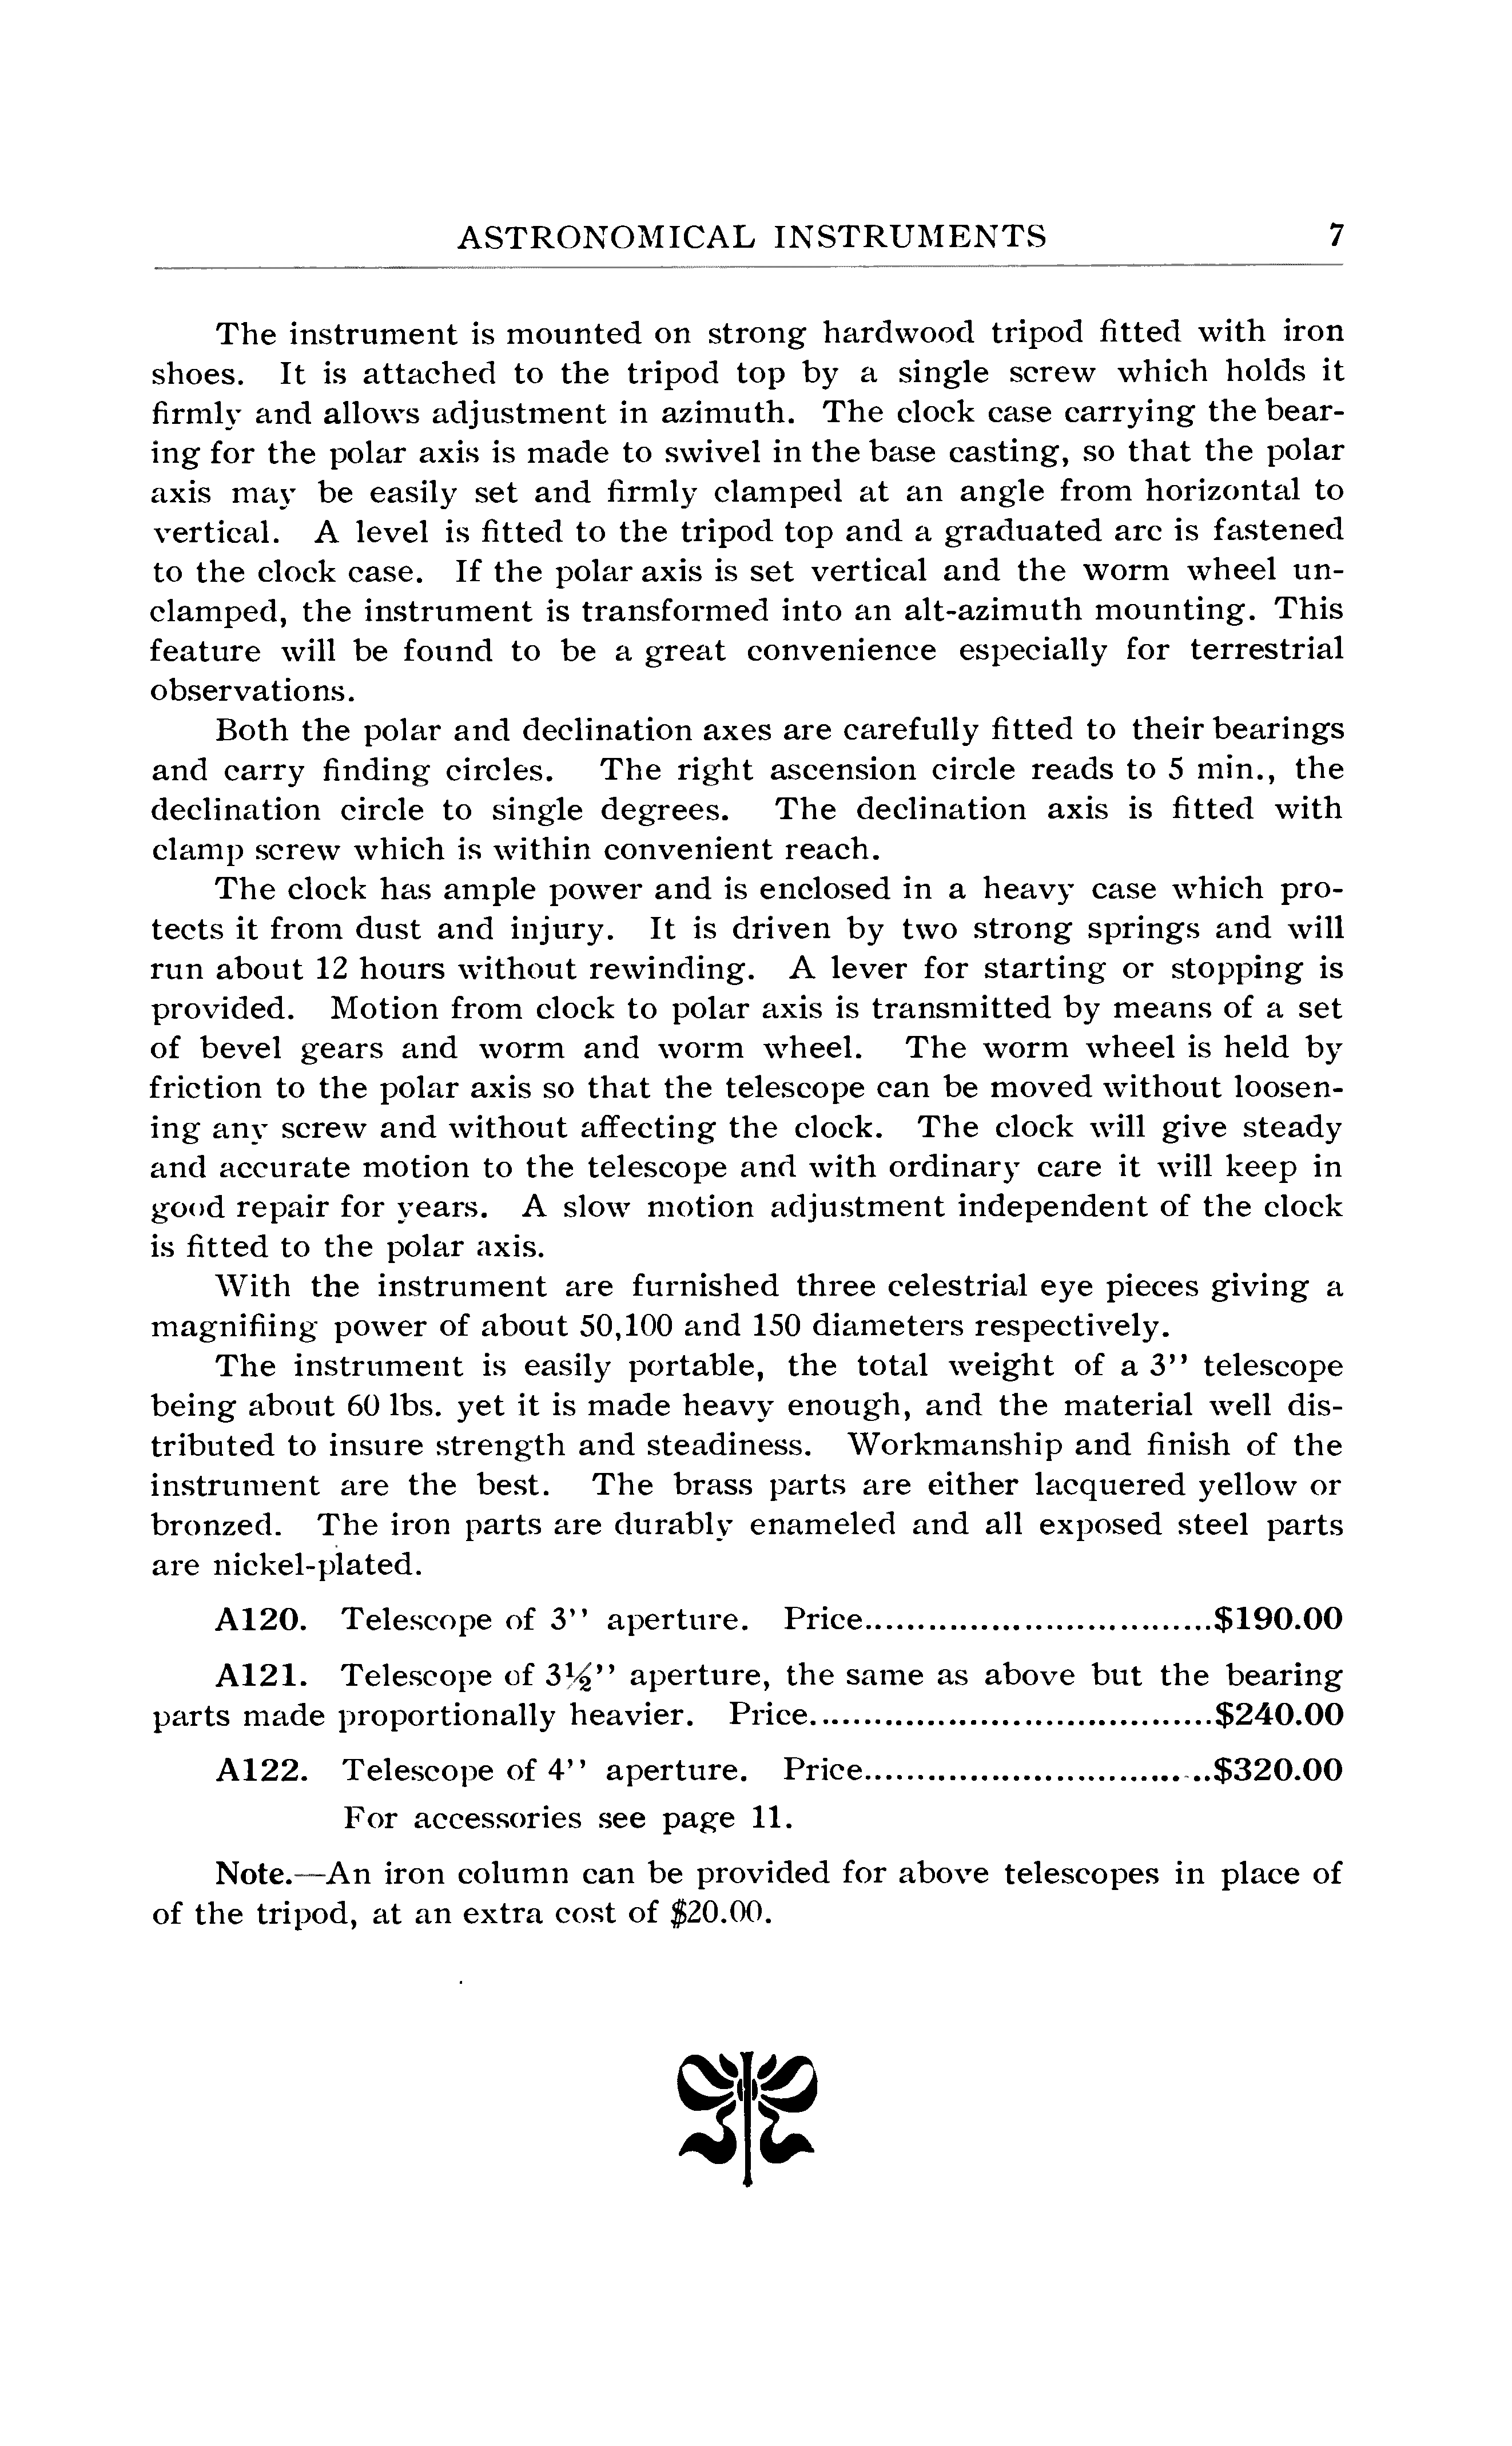 ASTRONOMICAL INSTRUMENTS 7
The instrument is mounted on strong hardwood tripod fitted with iron
shoes. It is attached to the tripod top by a single screw which holds it
firmly and allows adjustment in azimuth. The clock case carrying the bear-
ing for the polar axis is made to swivel in the base casting, so that the polar
axis may be easily set and firmly clamped at an angle from horizontal to
vertical. A level is fitted to the tripod top and a graduated arc is fastened
to the clock case. If the polar axis is set vertical and the worm wheel un-
clamped, the instrument is transformed into an alt-azimuth mounting. This
feature will be found to be a great convenience especially for terrestrial
observations.
Both the polar and declination axes are carefully fitted to their bearings
and carry finding circles. The right ascension circle reads to 5 min., the
declination circle to single degrees. The declination axis is fitted with
clamp screw which is within convenient reach.
The clock has ample power and is enclosed in a heavy case which pro-
tects it from dust and injury. It is driven by two strong springs and will
run about 12 hours without rewinding. A lever for starting or stopping is
provided. Motion from clock to polar axis is transmitted by means of a set
of bevel gears and worm and worm wheel. The worm wheel is held by
friction to the polar axis so that the telescope can be moved without loosen-
ing any screw and without affecting the clock. The clock will give steady
and accurate motion to the telescope and with ordinary care it will keep in
good repair for years. A slow motion adjustment independent of the clock
is fitted to the polar axis.
With the instrument are furnished three celestrial eye pieces giving a
magnifiing power of about 50,100 and 150 diameters respectively.
The instrument is easily portable, the total weight of a 3’’ telescope
being about 60 lbs. yet it is made heavy enough, and the material well dis-
tributed to insure strength and steadiness. Workmanship and finish of the
instrument are the best. The brass parts are either lacquered yellow or
bronzed. The iron parts are durably enameled and all exposed steel parts
are nickel-plated.
A120. Telescope of 3’’ aperture. Price.................................$190.00
A121. Telescope of 3½’’ aperture, the same as above but the bearing
parts made proportionally heavier. Price......................................$240.00
A122. Telescope of 4’’ aperture. Price.................................$320.00
For accessories see page 11.
Note.—An iron column can be provided for above telescopes in place of
of the tripod, at an extra cost of $20.00.